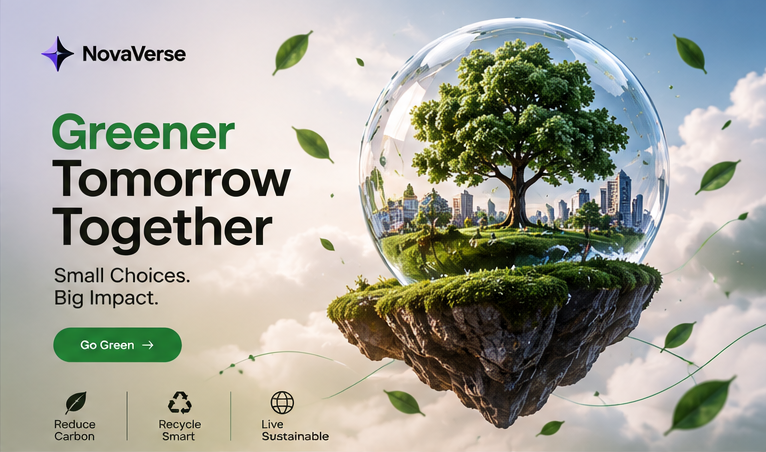 NovaVerse
Greener
Tomorrow
Together
Small Choices.
Big Impact.
Go Green →
Reduce
Carbon
Recycle
Smart
Live
Sustainable